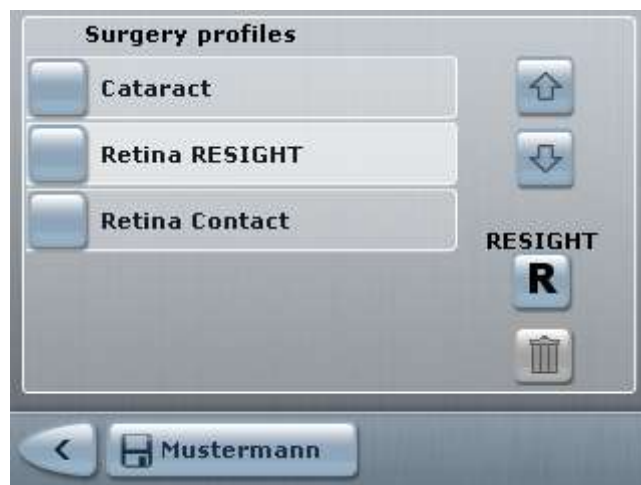 Surgery profiles
Cataract
Retina RESIGHT
Retina Contact
RESIGHT
R
Mustermann